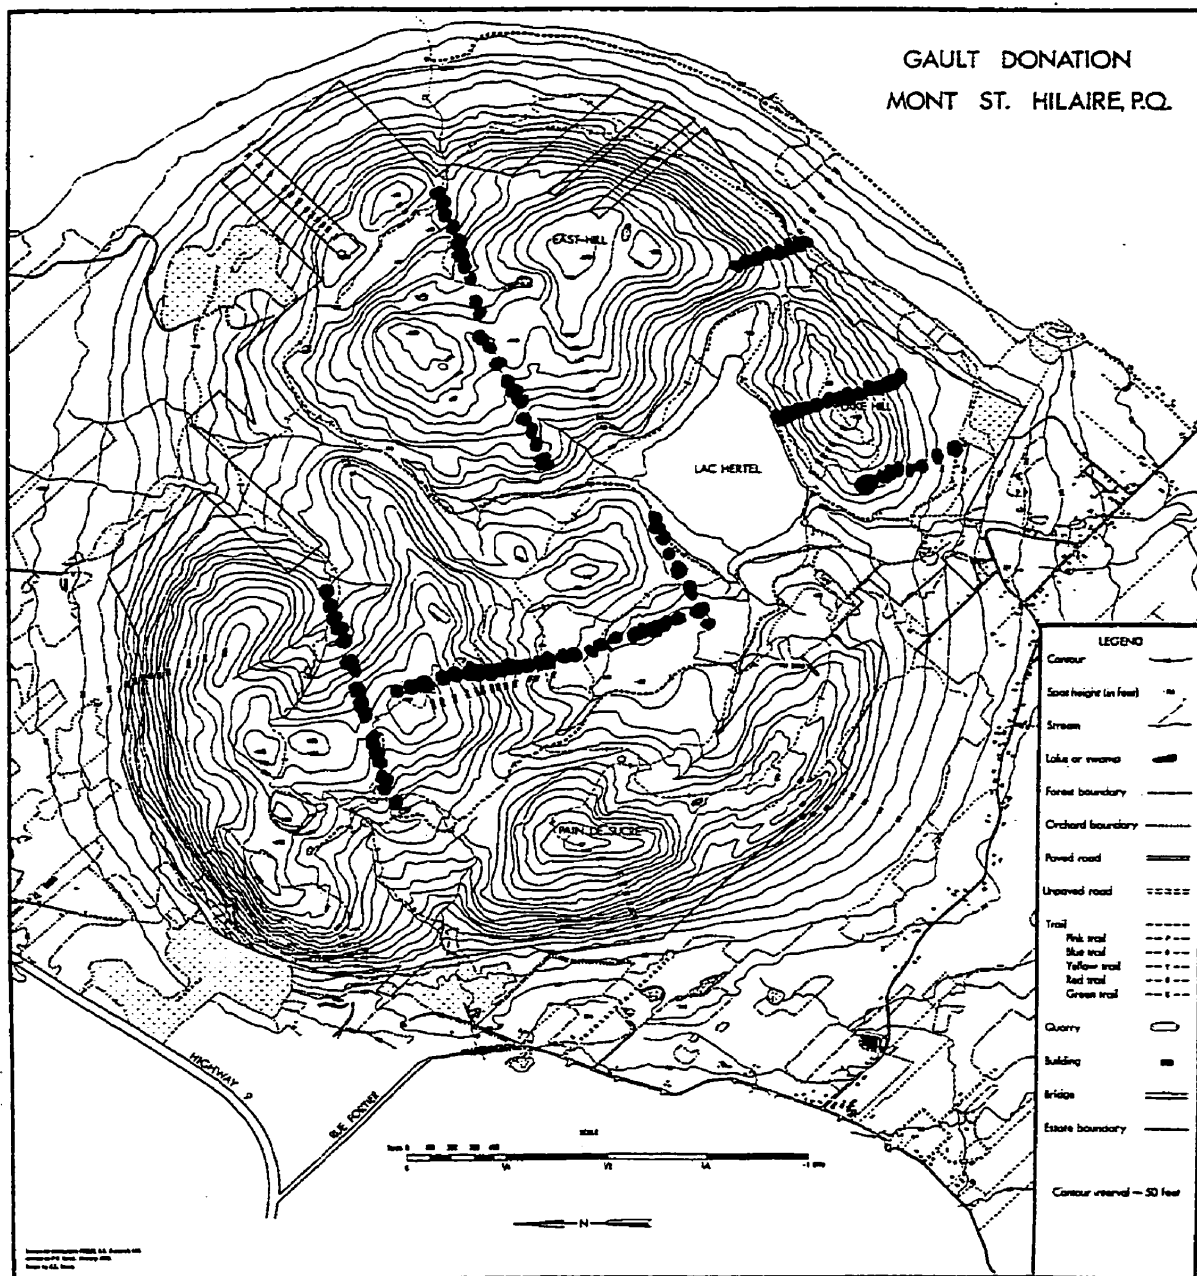 GAULT DONATION
MONT ST. HILAIRE, P.Q.
EAST HILL
LAC HERTEL
HILL
PAIN DE SUCRE
HIGHWAY 9
RUE FORTIER
SCALE
N
LEGEND
Contour
Spot height (in feet)
Stream
Lake or swamp
Forest boundary
Orchard boundary
Paved road
Unpaved road
Trail
Pink trail
Blue trail
Yellow trail
Red trail
Green trail
Quarry
Building
Bridge
Estate boundary
Contour interval — 50 feet